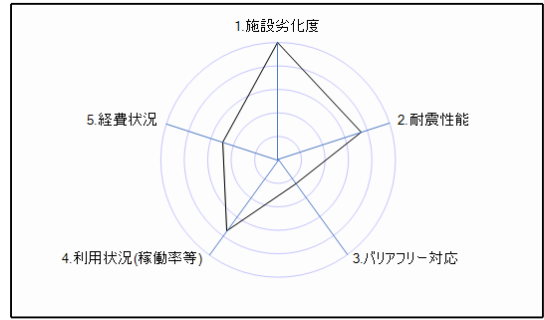 1.施設劣化度
5.経費状況
2.耐震性能
4.利用状況(稼働率等)
3.バリアフリー対応